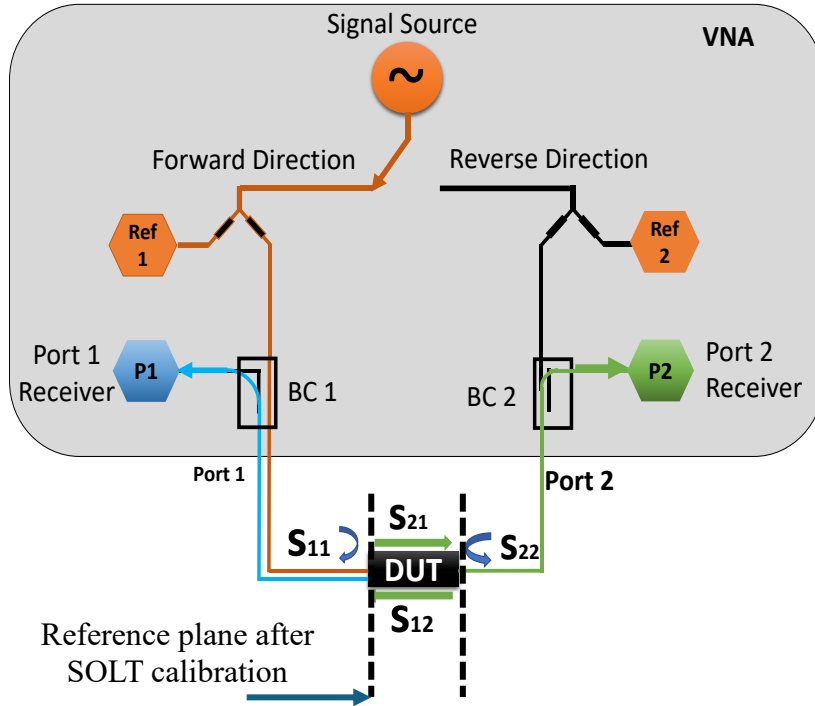 Signal Source
VNA
~
Forward Direction
Reverse Direction
Ref
1
Ref
2
Port 1
Receiver
P1
BC 1
BC 2
P2
Port 2
Receiver
Port 1
Port 2
S21
S11
S22
DUT
S12
Reference plane after
SOLT calibration